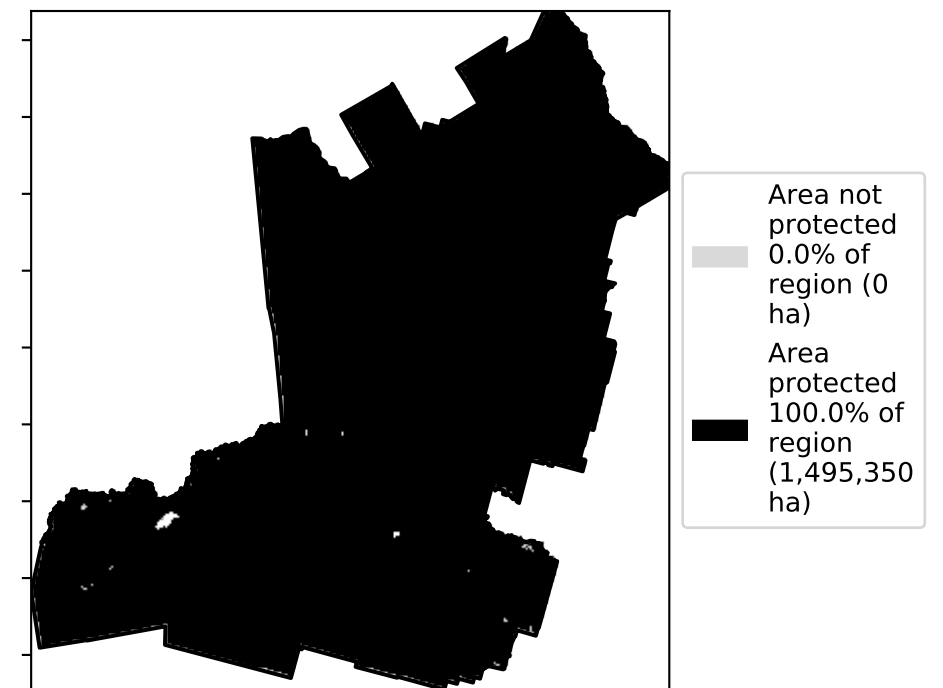 Area not
protected
0.0% of
region (0
ha)
Area
protected
100.0% of
region
(1,495,350
ha)